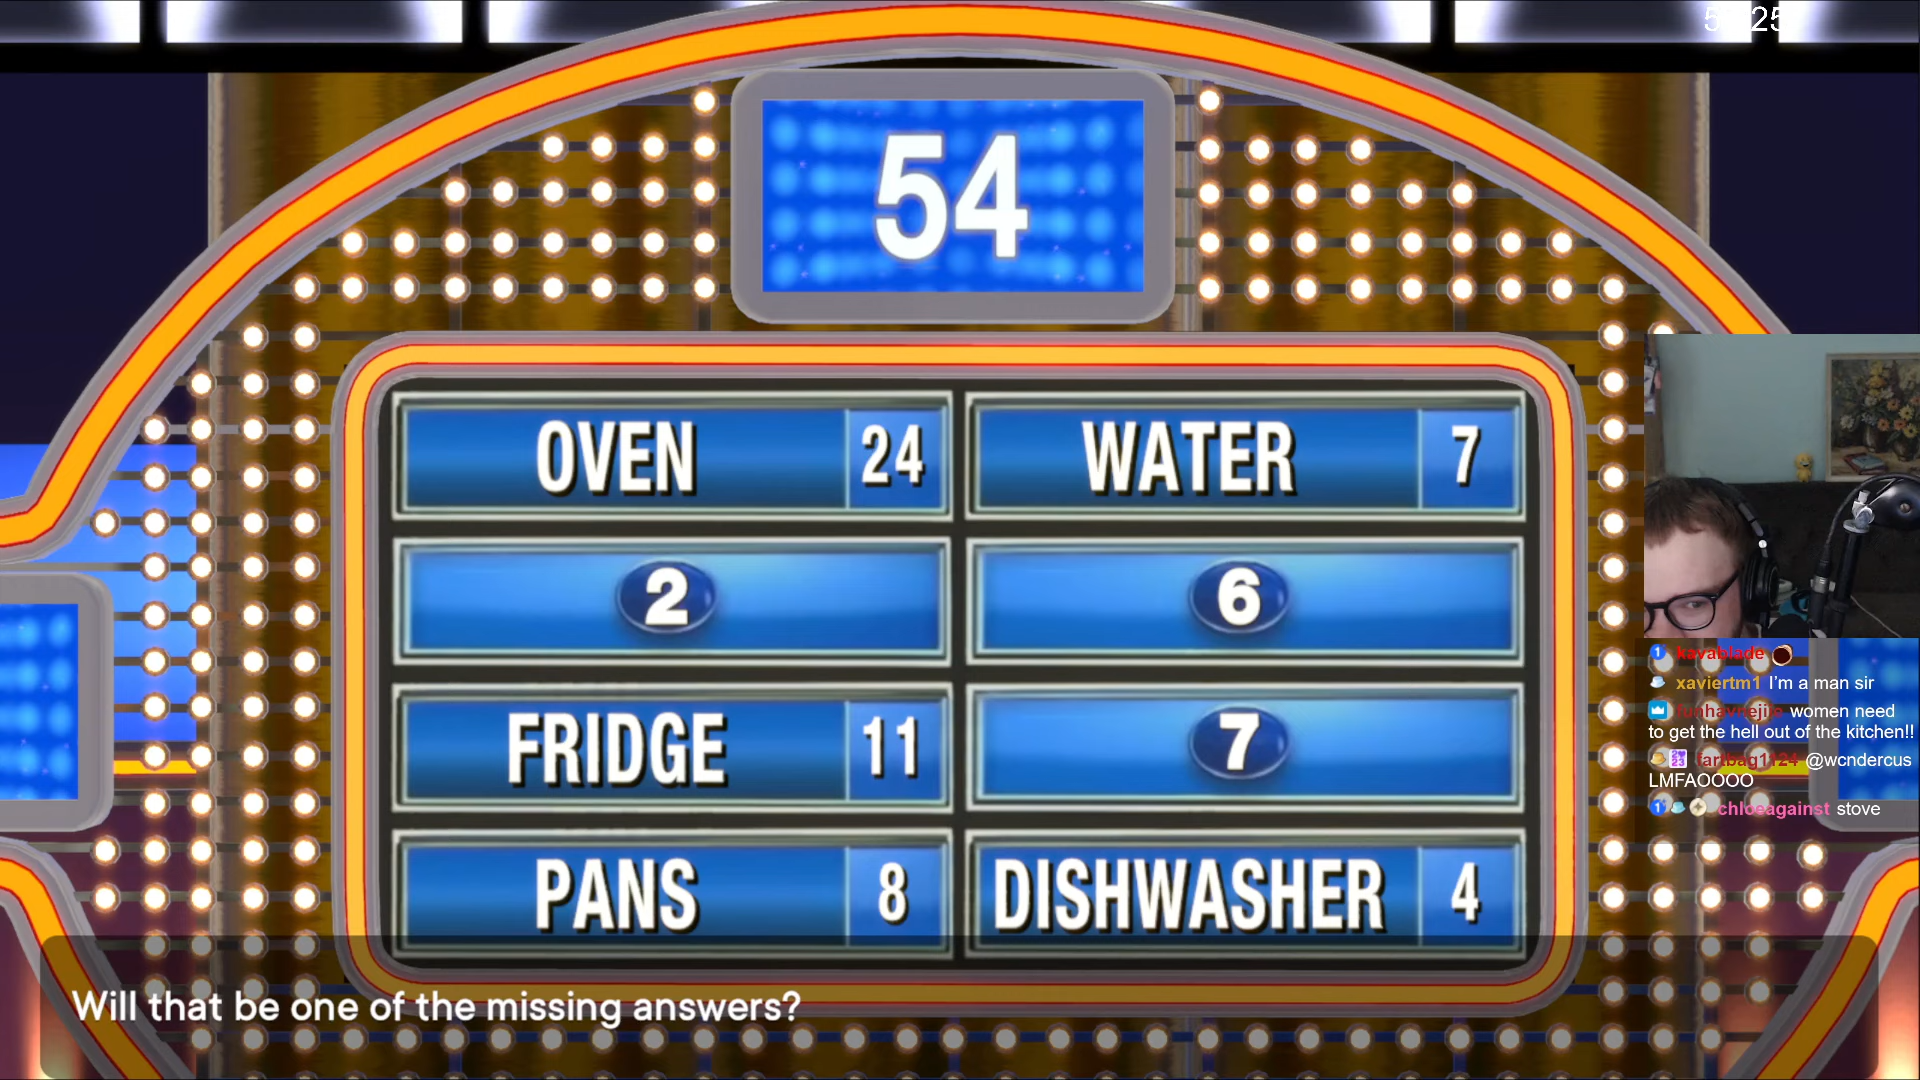 54
OVEN 24
WATER 7
2
6
FRIDGE 11
7
PANS 8
DISHWASHER 4
Will that be one of the missing answers?
kavablade
xaviertm1 I'm a man sir
women need
to get the hell out of the kitchen!!
fartbag1124 @wcndercus
LMFAOOOO
chloeagainst stove